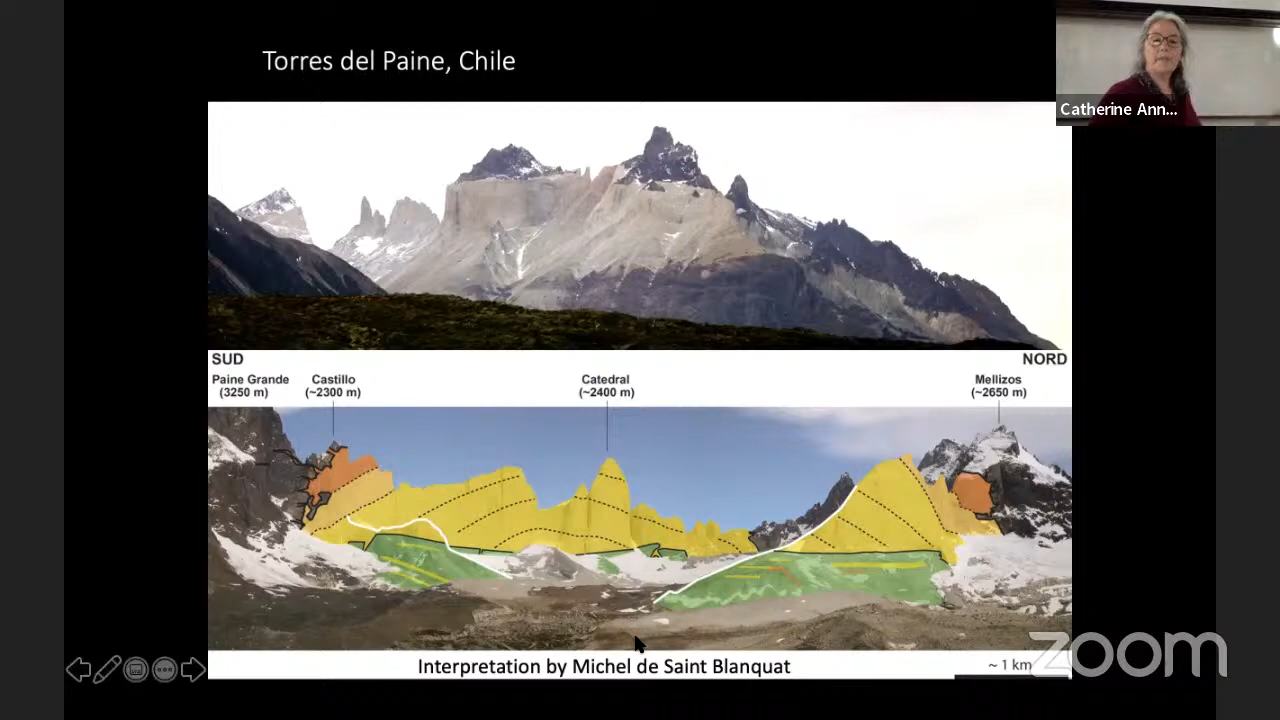 Torres del Paine, Chile
Catherine Ann...
SUD
NORD
Paine Grande
(3250 m)
Castillo
(~2300 m)
Catedral
(~2400 m)
Mellizos
(~2650 m)
Interpretation by Michel de Saint Blanquat
~ 1 km
zoom